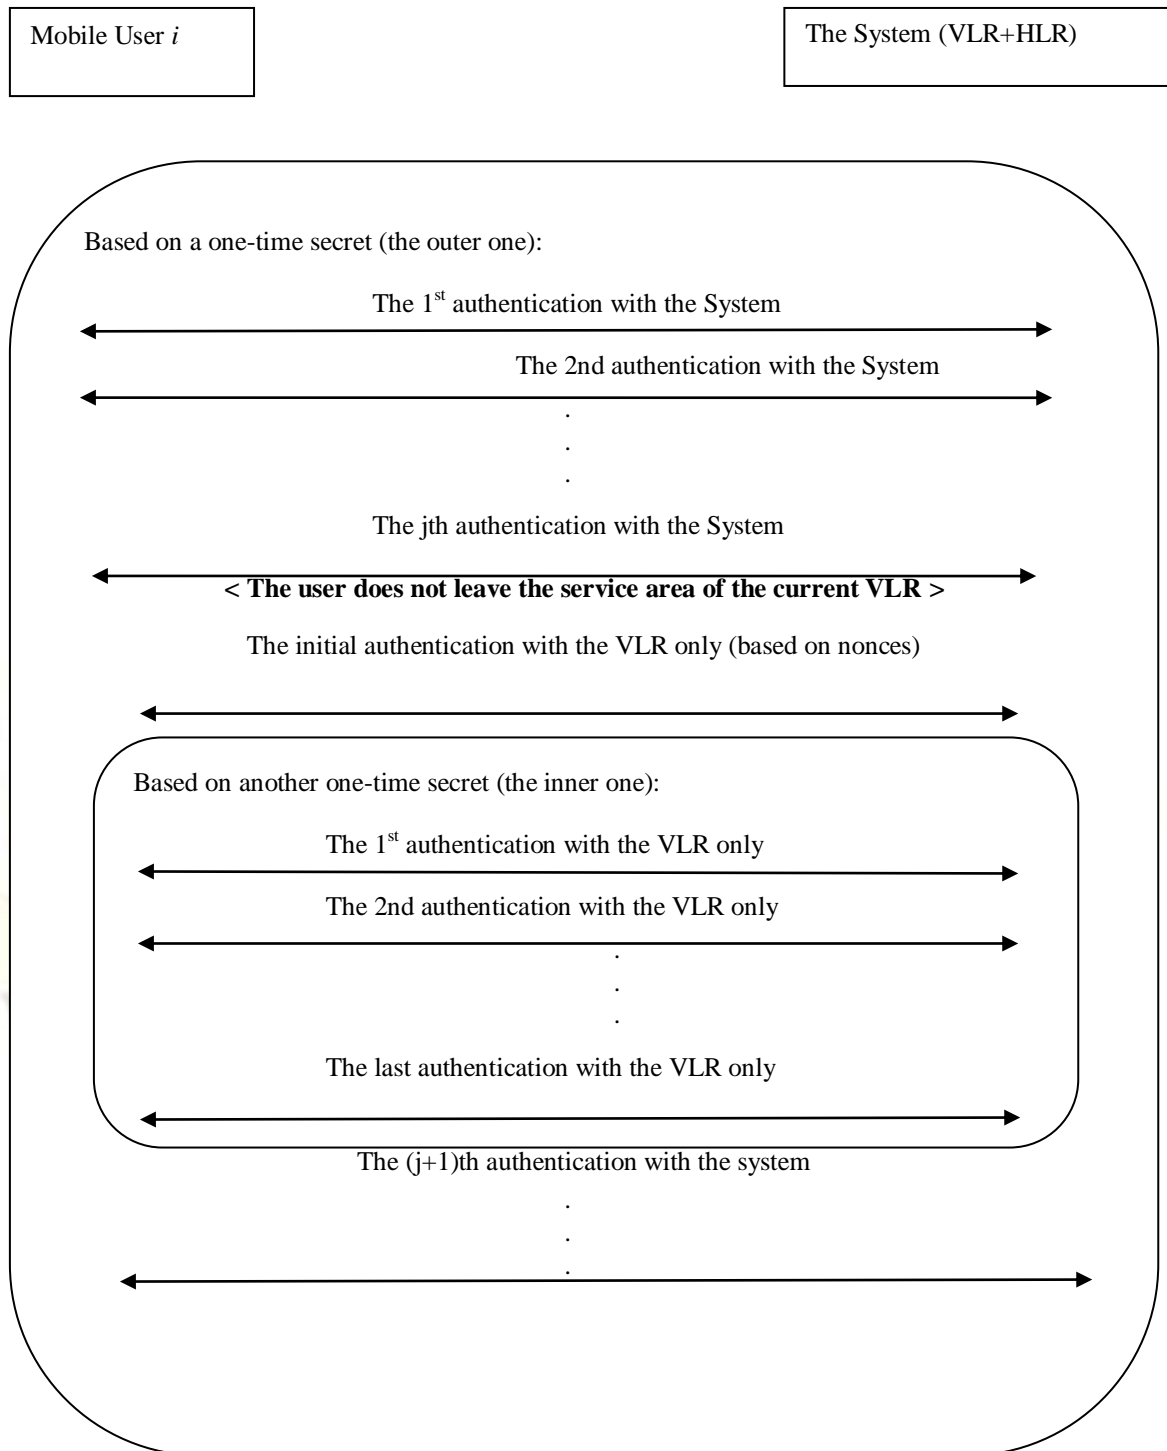 Mobile User i
The System (VLR+HLR)
Based on a one-time secret (the outer one):
The 1st authentication with the System
The 2nd authentication with the System
.
.
.
The jth authentication with the System
< The user does not leave the service area of the current VLR >
The initial authentication with the VLR only (based on nonces)
Based on another one-time secret (the inner one):
The 1st authentication with the VLR only
The 2nd authentication with the VLR only
.
.
.
The last authentication with the VLR only
The (j+1)th authentication with the system
.
.
.